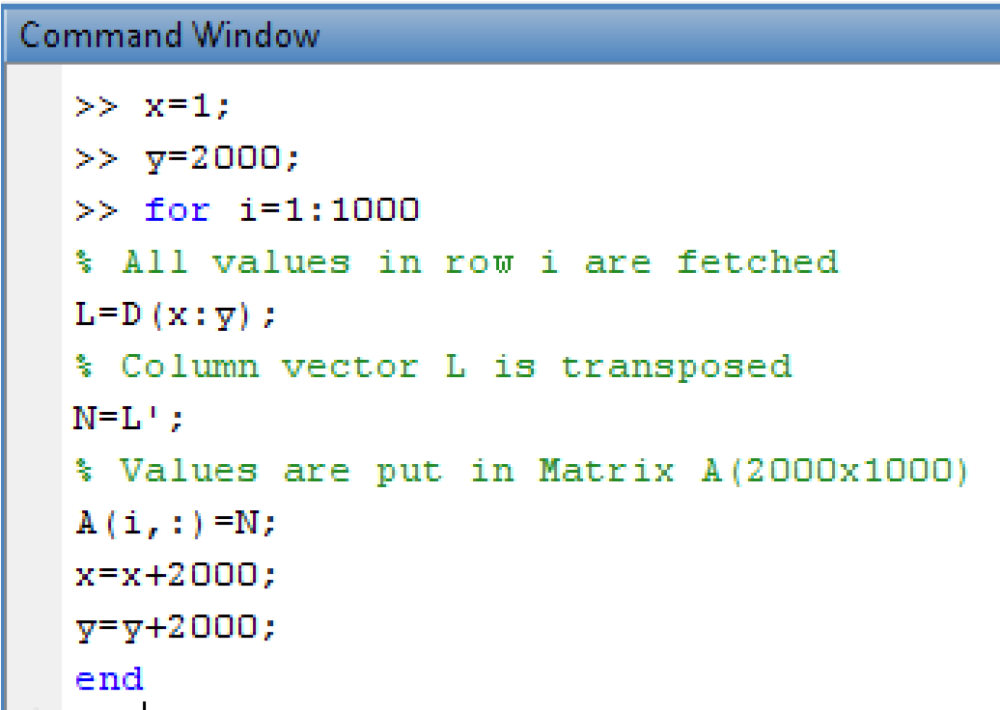 Command Window
>> x=1;
>> y=2000;
>> for i=1:1000
% All values in row i are fetched
L=D(x:y);
% Column vector L is transposed
N=L';
% Values are put in Matrix A(2000x1000)
A(i,:)=N;
x=x+2000;
y=y+2000;
end